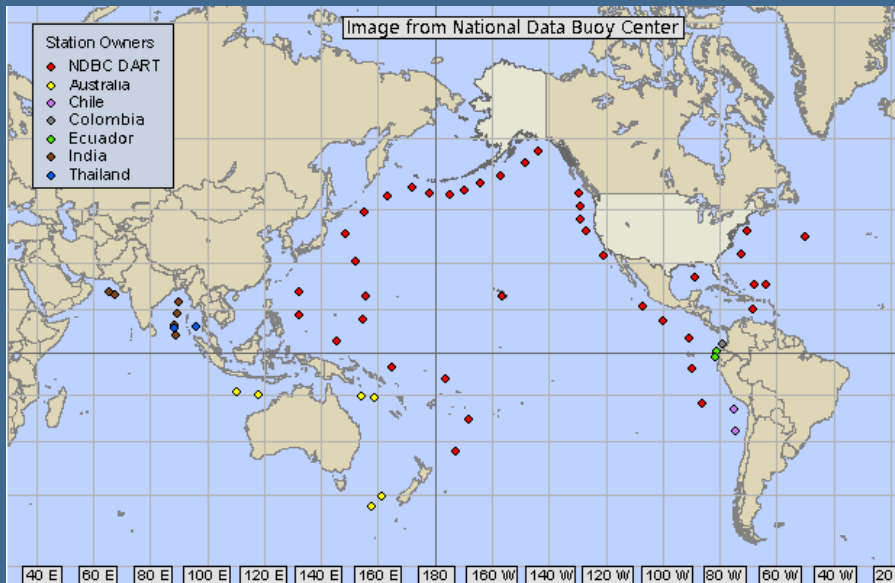 Image from National Data Buoy Center
Station Owners
NDBC DART
Australia
Chile
Colombia
Ecuador
India
Thailand
40 E 60 E 80 E 100 E 120 E 140 E 160 E 180 160 W 140 W 120 W 100 W 80 W 60 W 40 W 20